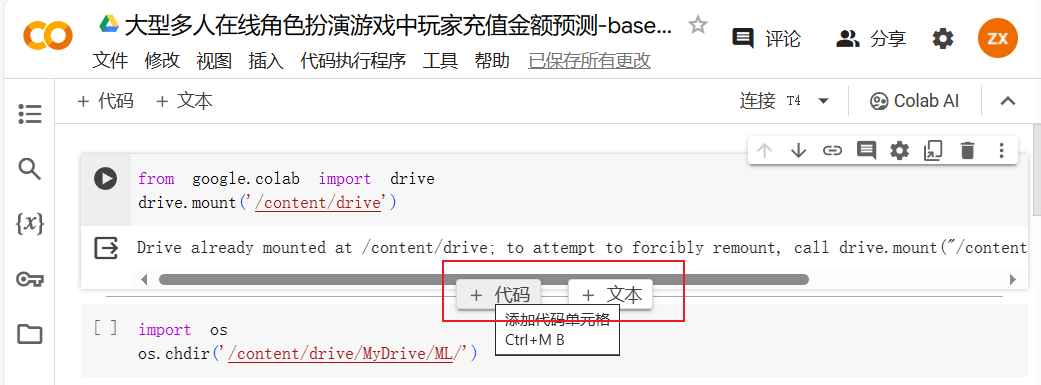 大型多人在线角色扮演游戏中玩家充值金额预测-base...
评论
分享
ZX
文件 修改 视图 插入 代码执行程序 工具 帮助 已保存所有更改
+ 代码 + 文本
连接 T4
Colab AI
from google.colab import drive
drive.mount('/content/drive')
Drive already mounted at /content/drive; to attempt to forcibly remount, call drive.mount("/content
+ 代码 + 文本
添加代码单元格
Ctrl+M B
[ ] import os
os.chdir('/content/drive/MyDrive/ML/')
{x}